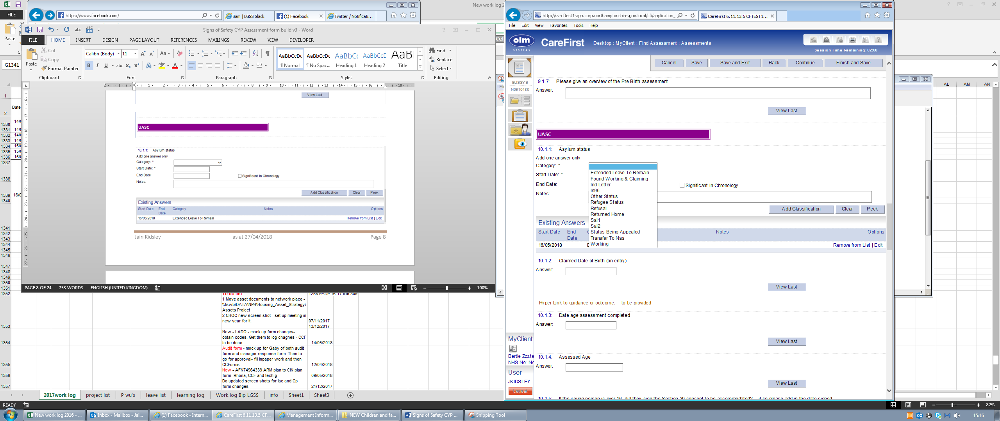 New work log 2
FILE
Paste
G1341
https://www.facebook.com/
Sam | LGSS Slack
(1) Facebook
Twitter / Notificati...
Signs of Safety CYP Assessment form build v3 - Word
FILE HOME INSERT DESIGN PAGE LAYOUT REFERENCES MAILINGS REVIEW VIEW DEVELOPER
Paste
Cut
Copy
Format Painter
Clipboard
Calibri (Body) 11
Font
Paragraph
AaBbCcDc AaBbCcDc AaBbCc AaBbCcD AaBl
¶ Normal ¶ No Spac... Heading 1 Heading 2 Title
Styles
Find
Replace
Select
Editing
View Last
UASC
10.1.1: Asylum status
Add one answer only
Category: *
Start Date: *
End Date:
Significant In Chronology
Notes:
Add Classification Clear Peek
Existing Answers
Start Date End Date Category Notes Options
16/05/2018 Extended Leave To Remain Remove from List | Edit
Jain Kidsley as at 27/04/2018 Page 8
PAGE 8 OF 24 753 WORDS ENGLISH (UNITED KINGDOM) 100%
Date
1
2
1330 14/0
1331 14/0
1332 14/0
1333 14/0
1334 15/0
1335 15/0
1336 15/0
1337
1338
1339 16/0
1340
1341
1342
1343
1344
1345
1346
1347
1348
1349
1350
1351
1352
To do list
1258 PADP 16-17 line 309
1 Move asset documents to network place -
\\fswb\DATA\NPH\Housing_Asset_Strategy\
Assets Project
2 CHOC new screen shot - set up meeting in
new year for it.
07/11/2017
13/12/2017
1353
New - LADO - mock up form changes-
obtain codes. Get them to log chagnes - CCF
to be done.
14/05/2018
1354
Audit form - mock up for Gaby of both audit
form and manager response form. Then to
go for approval- fill inpaper work and then
CCForms
12/04/2018
1355
New - AFN74964339 ARM plan to CIN plan
form- Rhona, CCF and tech g
09/05/2018
1356
Do updated screen shots for lac and Cp
form changes
21/12/2017
1357
2017work log project list P wu's leave list learning log Work log Bip LGSS info Sheet1 Sheet3
READY
82%
http://sv-cftest1-app.corp.northamptonshire.gov.local/cfi/application_
CareFirst 6.11.13.5 CFTEST1...
File Edit View Favorites Tools Help
olm
SYSTEMS
CareFirst
Desktop : MyClient : Find Assessment : Assessments
Session Time Remaining: 02:00
Cancel Save Save and Exit Back Continue Finish and Save
BUSSYS
N0910486
9.1.7: Please give an overview of the Pre Birth assessment
Answer:
View Last
UASC
10.1.1: Asylum status
Add one answer only
Category: *
Start Date: *
End Date:
Notes:
Extended Leave To Remain
Found Working & Claiming
Ind Letter
Is96
Other Status
Refugee Status
Refusal
Returned Home
Sal1
Sal2
Status Being Appealed
Transfer To Nas
Working
Significant In Chronology
Add Classification Clear Peek
Existing Answers
Start Date End Date Notes Options
16/05/2018 Remove from List | Edit
10.1.2: Claimed Date of Birth (on entry)
Answer:
View Last
Hyper Link to guidance or outcome. -- to be provided
10.1.3: Date age assessment completed
Answer:
View Last
10.1.4: Assessed Age
Answer:
View Last
10.1.5: If the young person is over 16, did they sign the Section 20 consent to be accommodated?
MyClient
Bertie Zzzte
NHS No: No
User
JKIDSLEY
Logout
AL AM AN
New work log 2016 - ...
Inbox - Mailbox - Jai...
(1) Facebook - Intern...
CareFirst 6.11.13.5 CF...
Management Inform...
NEW Children and fa...
Signs of Safety CYP ...
Snipping Tool
15:16